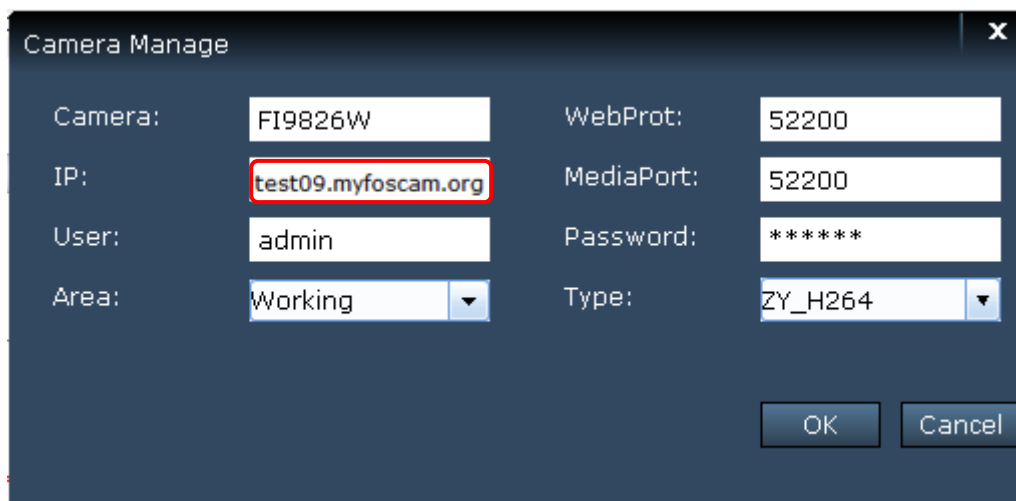 Camera Manage x
Camera: FI9826W WebProt: 52200
IP: test09.myfoscam.org MediaPort: 52200
User: admin Password: ******
Area: Working Type: ZY_H264
OK Cancel